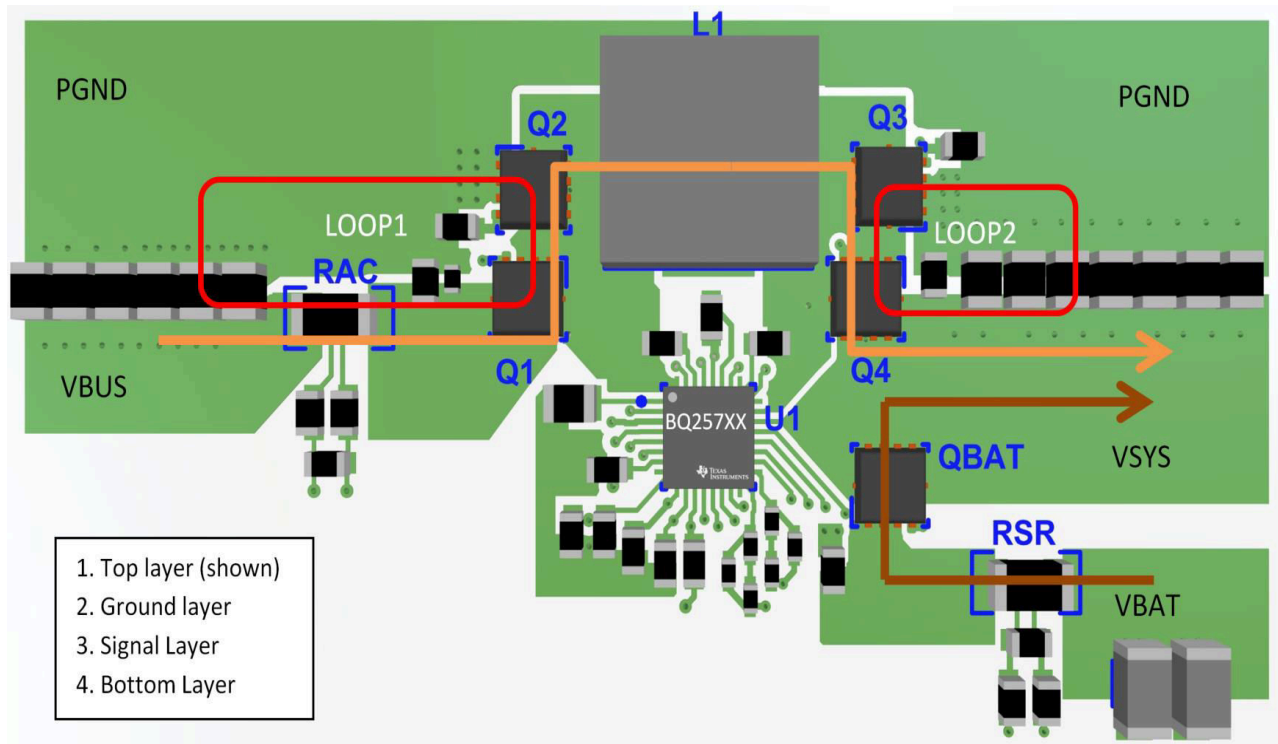 L1
PGND
PGND
Q2
Q3
LOOP1
LOOP2
RAC
Q1
Q4
VBUS
BQ257XX
U1
TEXAS
INSTRUMENTS
QBAT
VSYS
RSR
VBAT
1. Top layer (shown)
2. Ground layer
3. Signal Layer
4. Bottom Layer